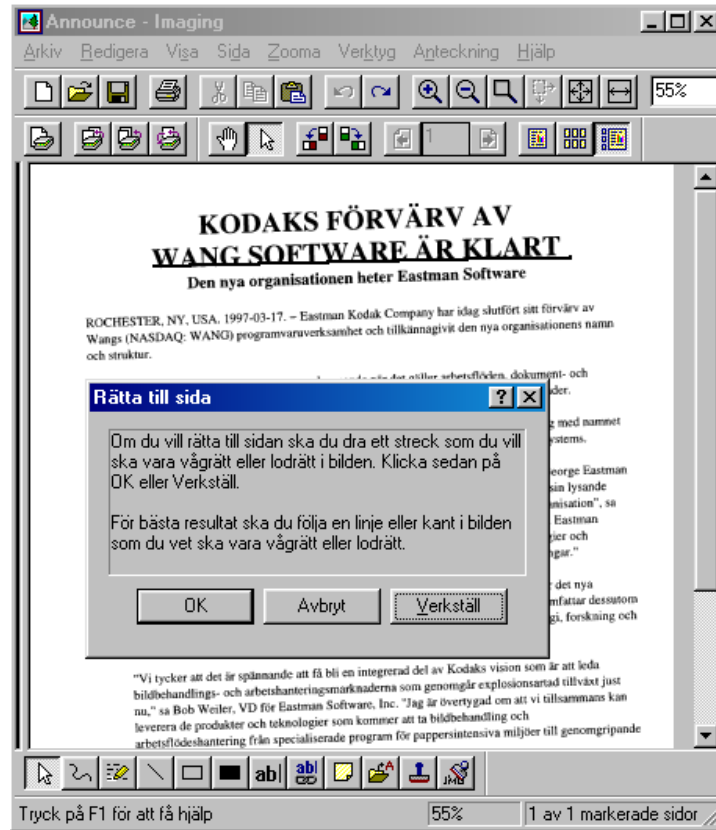 Announce - Imaging
Arkiv Redigera Visa Sida Zooma Verktyg Anteckning Hjälp
55%
1
KODAKS FÖRVÄRV AV
WANG SOFTWARE ÄR KLART
Den nya organisationen heter Eastman Software
ROCHESTER, NY, USA. 1997-03-17. – Eastman Kodak Company har idag slutfört sitt förvärv av
Wangs (NASDAQ: WANG) programvaruverksamhet och tillkännagivit den nya organisationens namn
och struktur.
det gäller arbetsflöden, dokument- och
Rätta till sida
med namnet
Om du vill rätta till sidan ska du dra ett streck som du vill
ska vara vågrätt eller lodrätt i bilden. Klicka sedan på
OK eller Verkställ.
George Eastman
sin lysande
sa
Eastman
För bästa resultat ska du följa en linje eller kant i bilden
som du vet ska vara vågrätt eller lodrätt.
och
det nya
dessutom
forskning och
OK Avbryt Verkställ
"Vi tycker att det är spännande att få bli en integrerad del av Kodaks vision som är att leda
bildbehandlings- och arbetshanteringsmarknaderna som genomgår explosionsartad tillväxt just
nu," sa Bob Weiler, VD för Eastman Software, Inc. "Jag är övertygad om att vi tillsammans kan
leverera de produkter och teknologier som kommer att ta bildbehandling och
arbetsflödeshantering från specialiserade program för pappersintensiva miljöer till genomgripande
abl abl
Tryck på F1 för att få hjälp 55% 1 av 1 markerade sidor